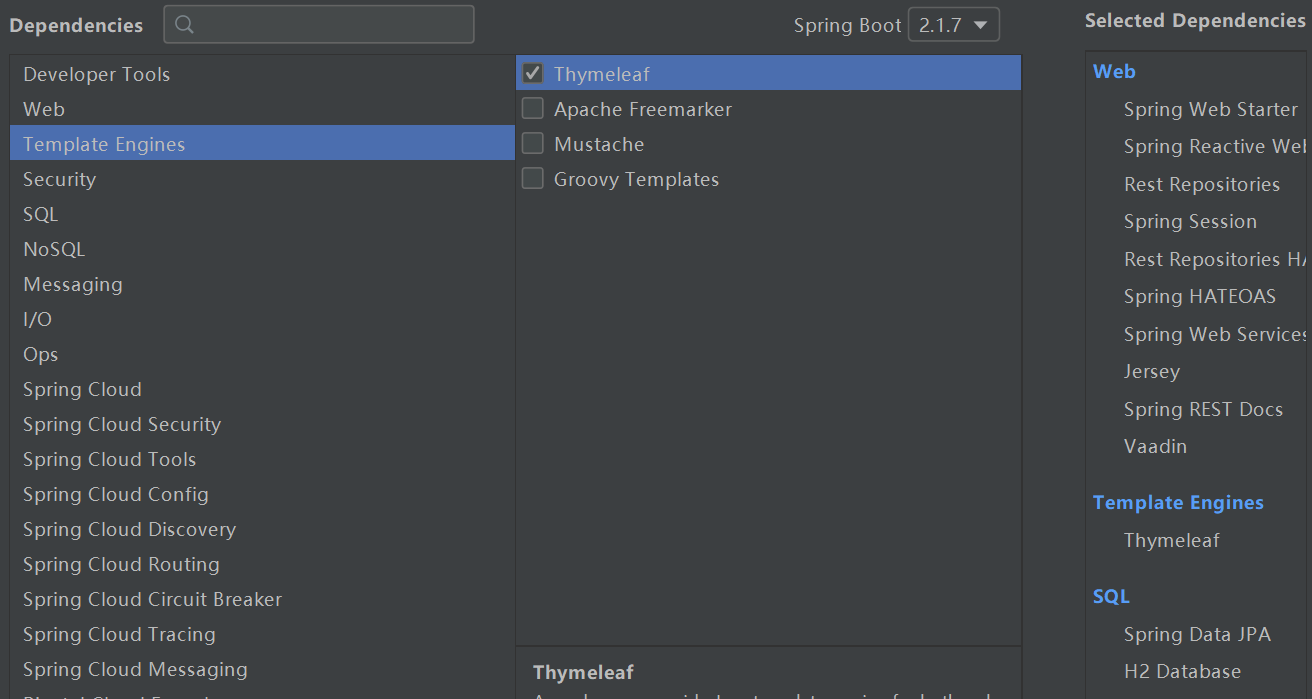 Dependencies
Spring Boot 2.1.7
Developer Tools
Web
Template Engines
Security
SQL
NoSQL
Messaging
I/O
Ops
Spring Cloud
Spring Cloud Security
Spring Cloud Tools
Spring Cloud Config
Spring Cloud Discovery
Spring Cloud Routing
Spring Cloud Circuit Breaker
Spring Cloud Tracing
Spring Cloud Messaging
Thymeleaf
Apache Freemarker
Mustache
Groovy Templates
Thymeleaf
Selected Dependencies
Web
Spring Web Starter
Spring Reactive Web
Rest Repositories
Spring Session
Rest Repositories HA
Spring HATEOAS
Spring Web Services
Jersey
Spring REST Docs
Vaadin
Template Engines
Thymeleaf
SQL
Spring Data JPA
H2 Database